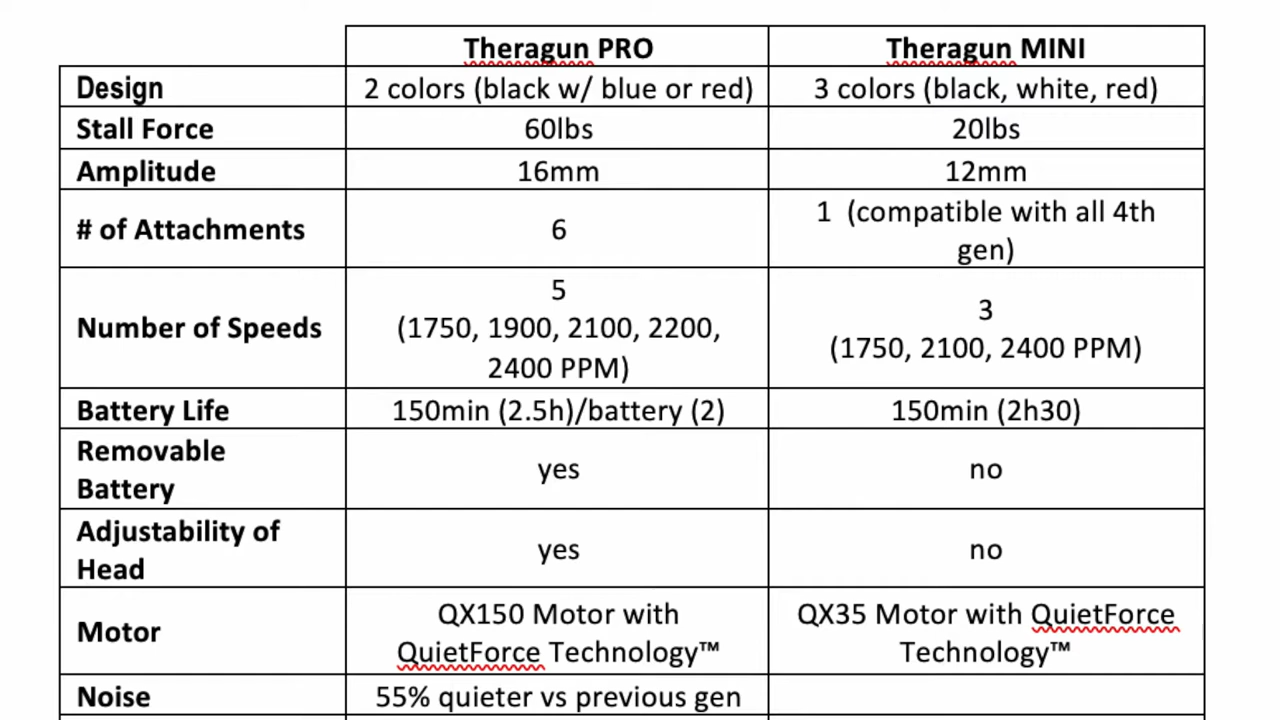 Theragun PRO Theragun MINI
Design 2 colors (black w/ blue or red) 3 colors (black, white, red)
Stall Force 60lbs 20lbs
Amplitude 16mm 12mm
# of Attachments 6 1 (compatible with all 4th
gen)
Number of Speeds 5
(1750, 1900, 2100, 2200,
2400 PPM)
3
(1750, 2100, 2400 PPM)
Battery Life 150min (2.5h)/battery (2) 150min (2h30)
Removable
Battery
yes no
Adjustability of
Head
yes no
Motor QX150 Motor with
QuietForce Technology™
QX35 Motor with QuietForce
Technology™
Noise 55% quieter vs previous gen